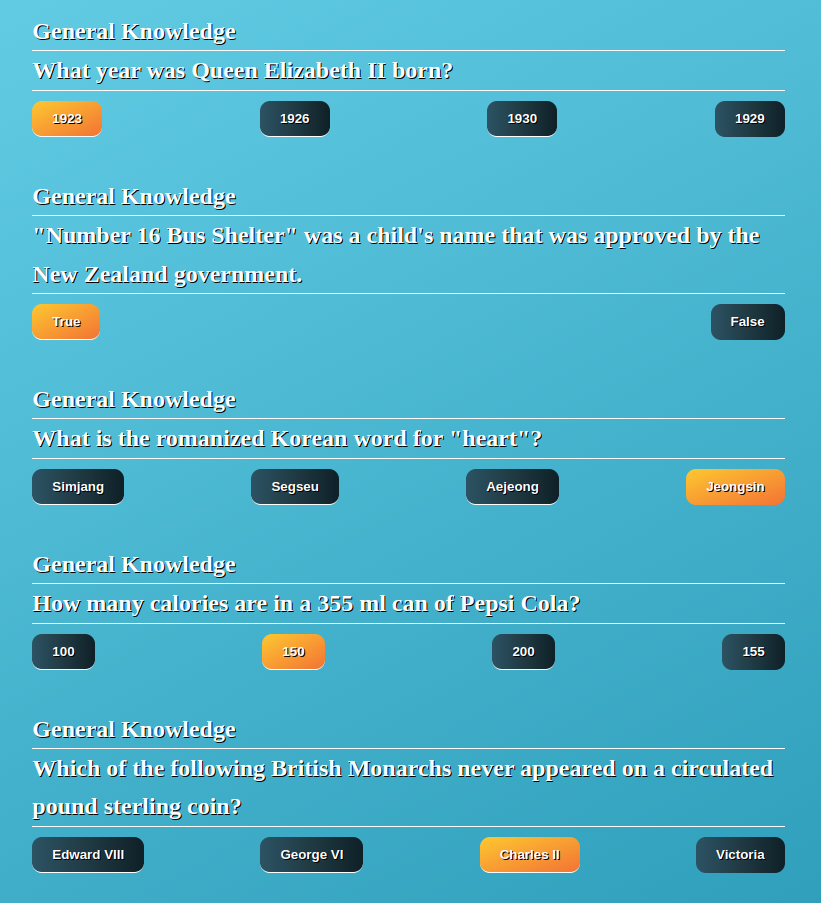 General Knowledge
What year was Queen Elizabeth II born?
1923 1926 1930 1929
General Knowledge
"Number 16 Bus Shelter" was a child's name that was approved by the
New Zealand government.
True False
General Knowledge
What is the romanized Korean word for "heart"?
Simjang Segseu Aejeong Jeongsin
General Knowledge
How many calories are in a 355 ml can of Pepsi Cola?
100 150 200 155
General Knowledge
Which of the following British Monarchs never appeared on a circulated
pound sterling coin?
Edward VIII George VI Charles II Victoria